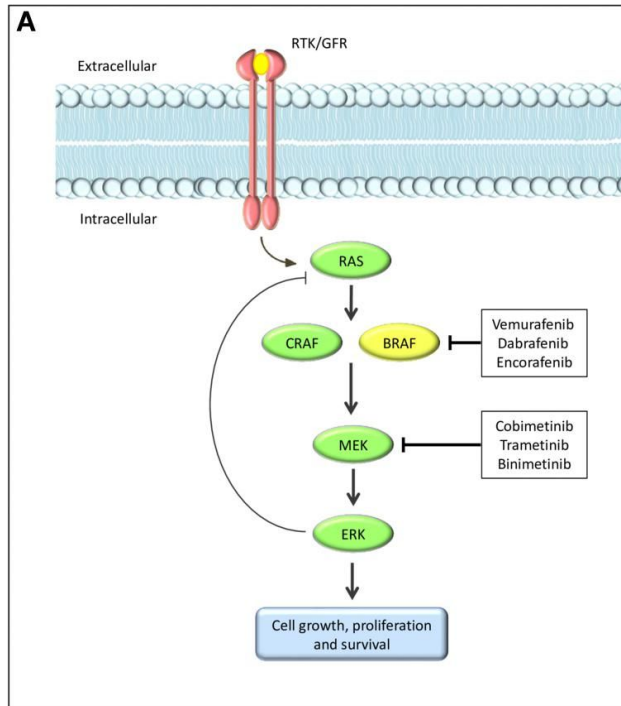 A
RTK/GFR
Extracellular
Intracellular
RAS
CRAF
BRAF
Vemurafenib
Dabrafenib
Encorafenib
MEK
Cobimetinib
Trametinib
Binimetinib
ERK
Cell growth, proliferation
and survival